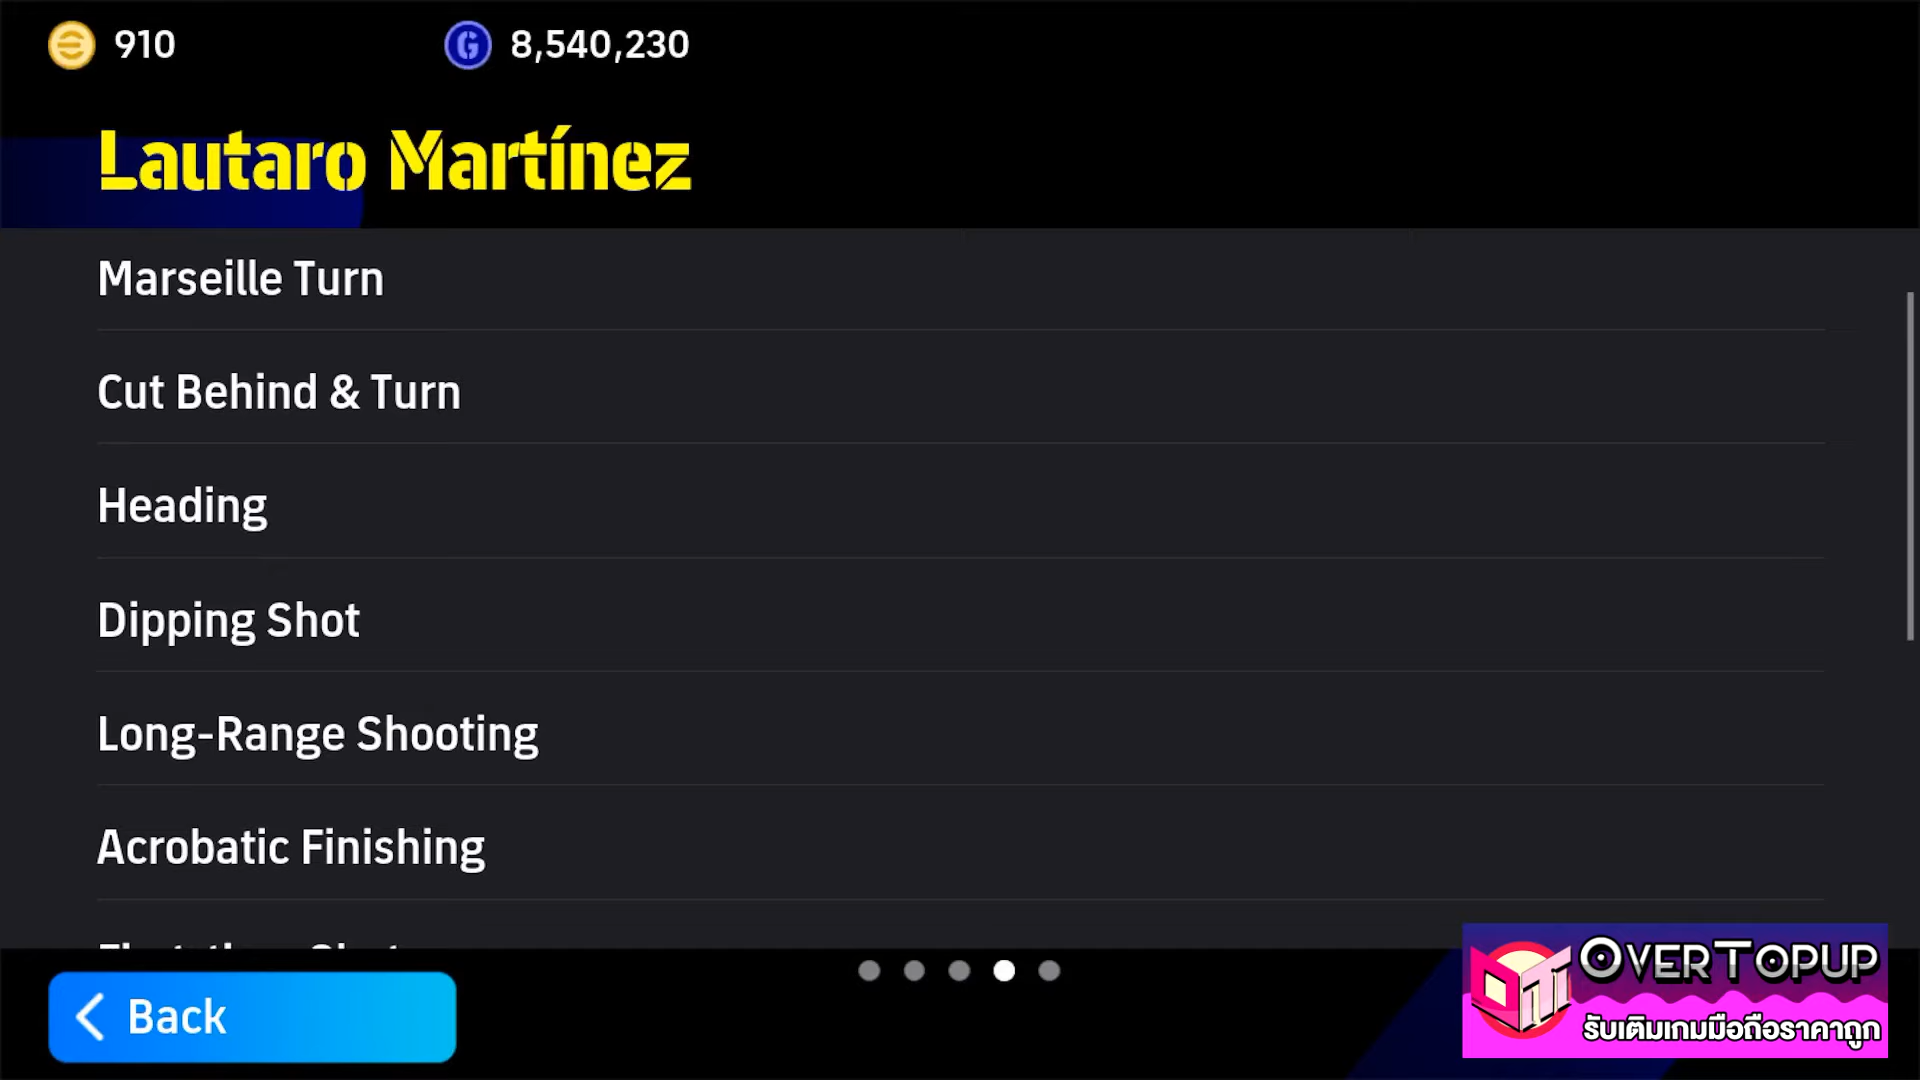 910
8,540,230
Lautaro Martínez
Marseille Turn
Cut Behind & Turn
Heading
Dipping Shot
Long-Range Shooting
Acrobatic Finishing
Back
OVERTOPUP
รับเติมเกมมือถือราคาถูก